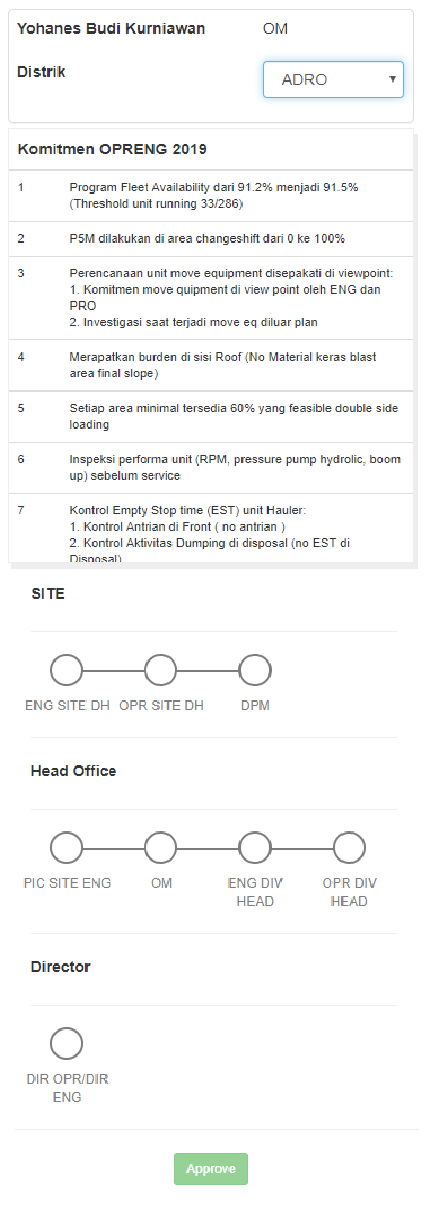 Yohanes Budi Kurniawan OM
Distrik ADRO
Komitmen OPRENG 2019
1 Program Fleet Availability dari 91.2% menjadi 91.5%
(Threshold unit running 33/286)
2 P5M dilakukan di area changeshift dari 0 ke 100%
3 Perencanaan unit move equipment disepakati di viewpoint:
1. Komitmen move quipment di view point oleh ENG dan
PRO
2. Investigasi saat terjadi move eq diluar plan
4 Merapatkan burden di sisi Roof (No Material keras blast
area final slope)
5 Setiap area minimal tersedia 60% yang feasible double side
loading
6 Inspeksi performa unit (RPM, pressure pump hydrolic, boom
up) sebelum service
7 Kontrol Empty Stop time (EST) unit Hauler:
1. Kontrol Antrian di Front ( no antrian )
2. Kontrol Aktivitas Dumping di disposal (no EST di
Disposal)
SITE
ENG SITE DH OPR SITE DH DPM
Head Office
PIC SITE ENG OM ENG DIV OPR DIV
HEAD HEAD
Director
DIR OPR/DIR
ENG
Approve